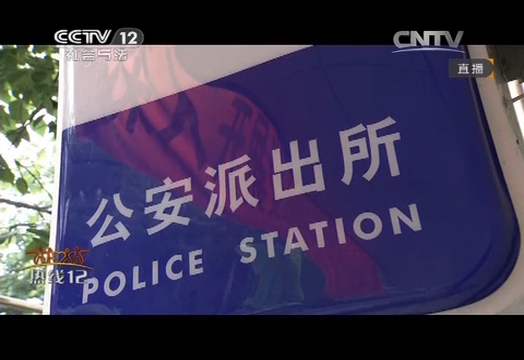 CCTV 12
社会与法
CNTV
直播
公安派出所
POLICE STATION
热线12